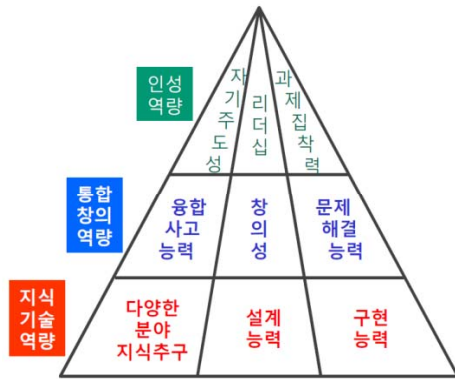 인성
역량
자기주도성
리더십
과제집착력
통합
창의
역량
융합
사고
능력
창
의
성
문제
해결
능력
지식
기술
역량
다양한
분야
지식추구
설계
능력
구현
능력